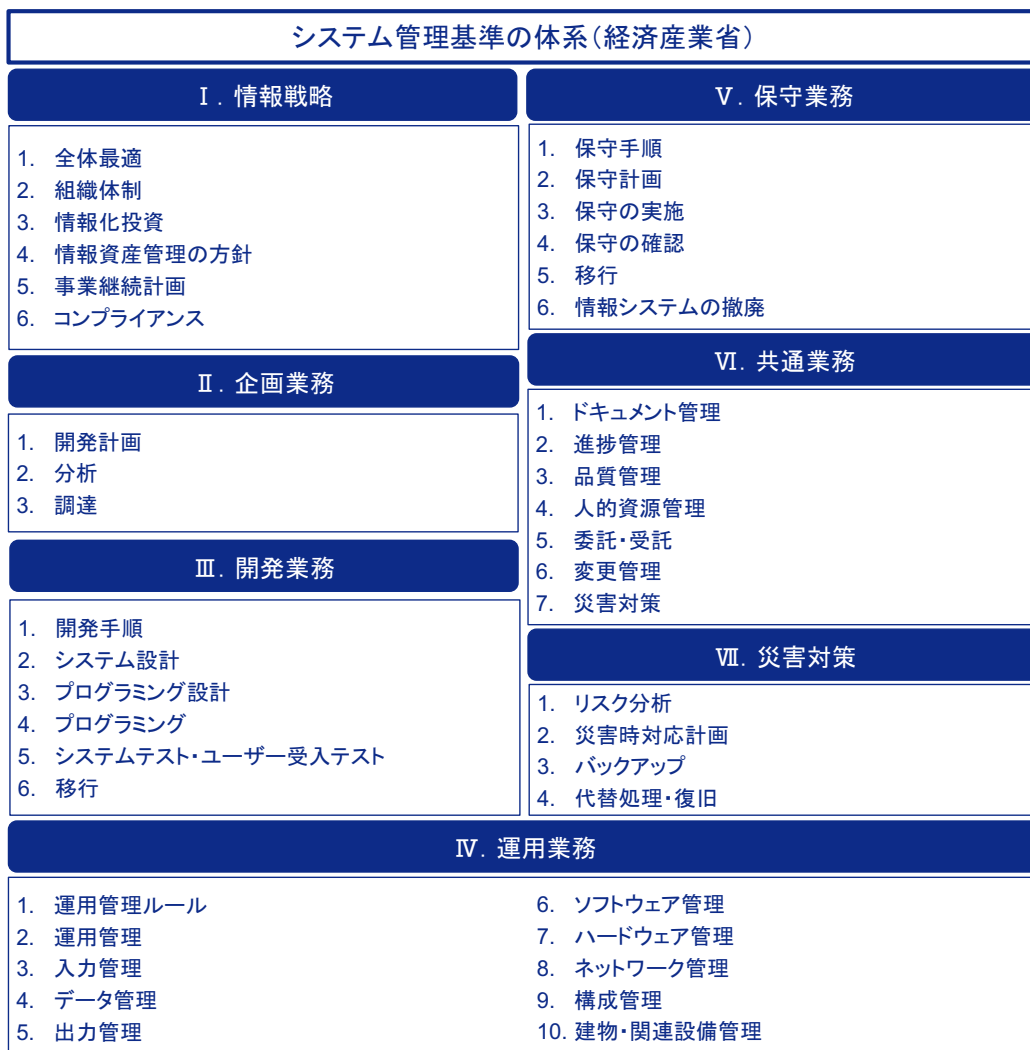 システム管理基準の体系(経済産業省)
Ⅰ. 情報戦略
1. 全体最適
2. 組織体制
3. 情報化投資
4. 情報資産管理の方針
5. 事業継続計画
6. コンプライアンス
Ⅱ. 企画業務
1. 開発計画
2. 分析
3. 調達
Ⅲ. 開発業務
1. 開発手順
2. システム設計
3. プログラミング設計
4. プログラミング
5. システムテスト・ユーザー受入テスト
6. 移行
Ⅴ. 保守業務
1. 保守手順
2. 保守計画
3. 保守の実施
4. 保守の確認
5. 移行
6. 情報システムの撤廃
Ⅵ. 共通業務
1. ドキュメント管理
2. 進捗管理
3. 品質管理
4. 人的資源管理
5. 委託・受託
6. 変更管理
7. 災害対策
Ⅶ. 災害対策
1. リスク分析
2. 災害時対応計画
3. バックアップ
4. 代替処理・復旧
Ⅳ. 運用業務
1. 運用管理ルール
2. 運用管理
3. 入力管理
4. データ管理
5. 出力管理
6. ソフトウェア管理
7. ハードウェア管理
8. ネットワーク管理
9. 構成管理
10. 建物・関連設備管理